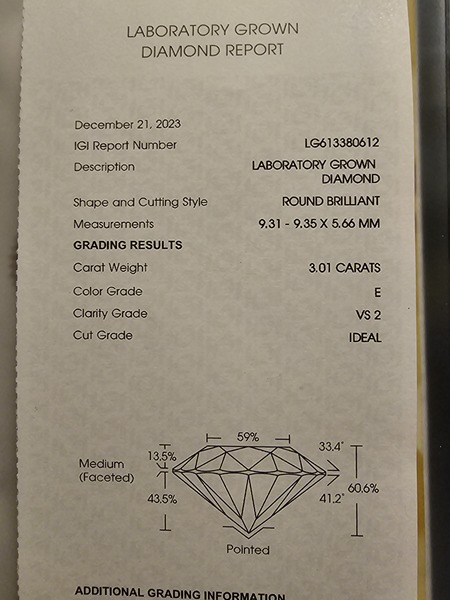 LABORATORY GROWN
DIAMOND REPORT
December 21, 2023
IGI Report Number LG613380612
Description LABORATORY GROWN
DIAMOND
Shape and Cutting Style ROUND BRILLIANT
Measurements 9.31 - 9.35 X 5.66 MM
GRADING RESULTS
Carat Weight 3.01 CARATS
Color Grade E
Clarity Grade VS 2
Cut Grade IDEAL
59% 33.4°
13.5%
Medium
(Faceted)
60.6%
43.5% 41.2°
Pointed
ADDITIONAL GRADING INFORMATION